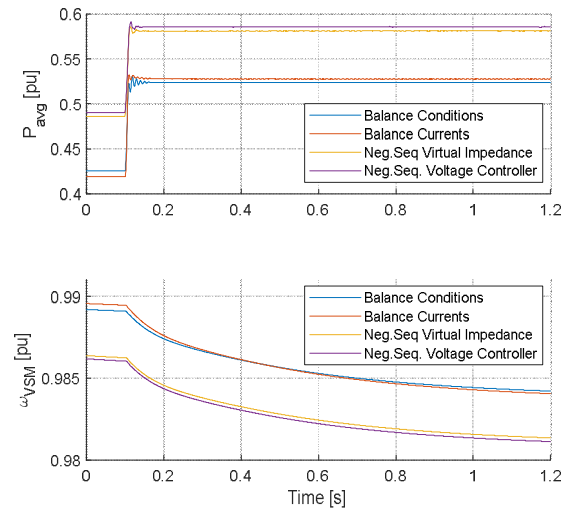 0.6
0.55
0.5
0.45
0.4
P_avg [pu]
Balance Conditions
Balance Currents
Neg.Seq Virtual Impedance
Neg.Seq. Voltage Controller
0 0.2 0.4 0.6 0.8 1 1.2
0.99
0.985
0.98
ω_VSM [pu]
Balance Conditions
Balance Currents
Neg.Seq Virtual Impedance
Neg.Seq. Voltage Controller
0 0.2 0.4 0.6 0.8 1 1.2
Time [s]